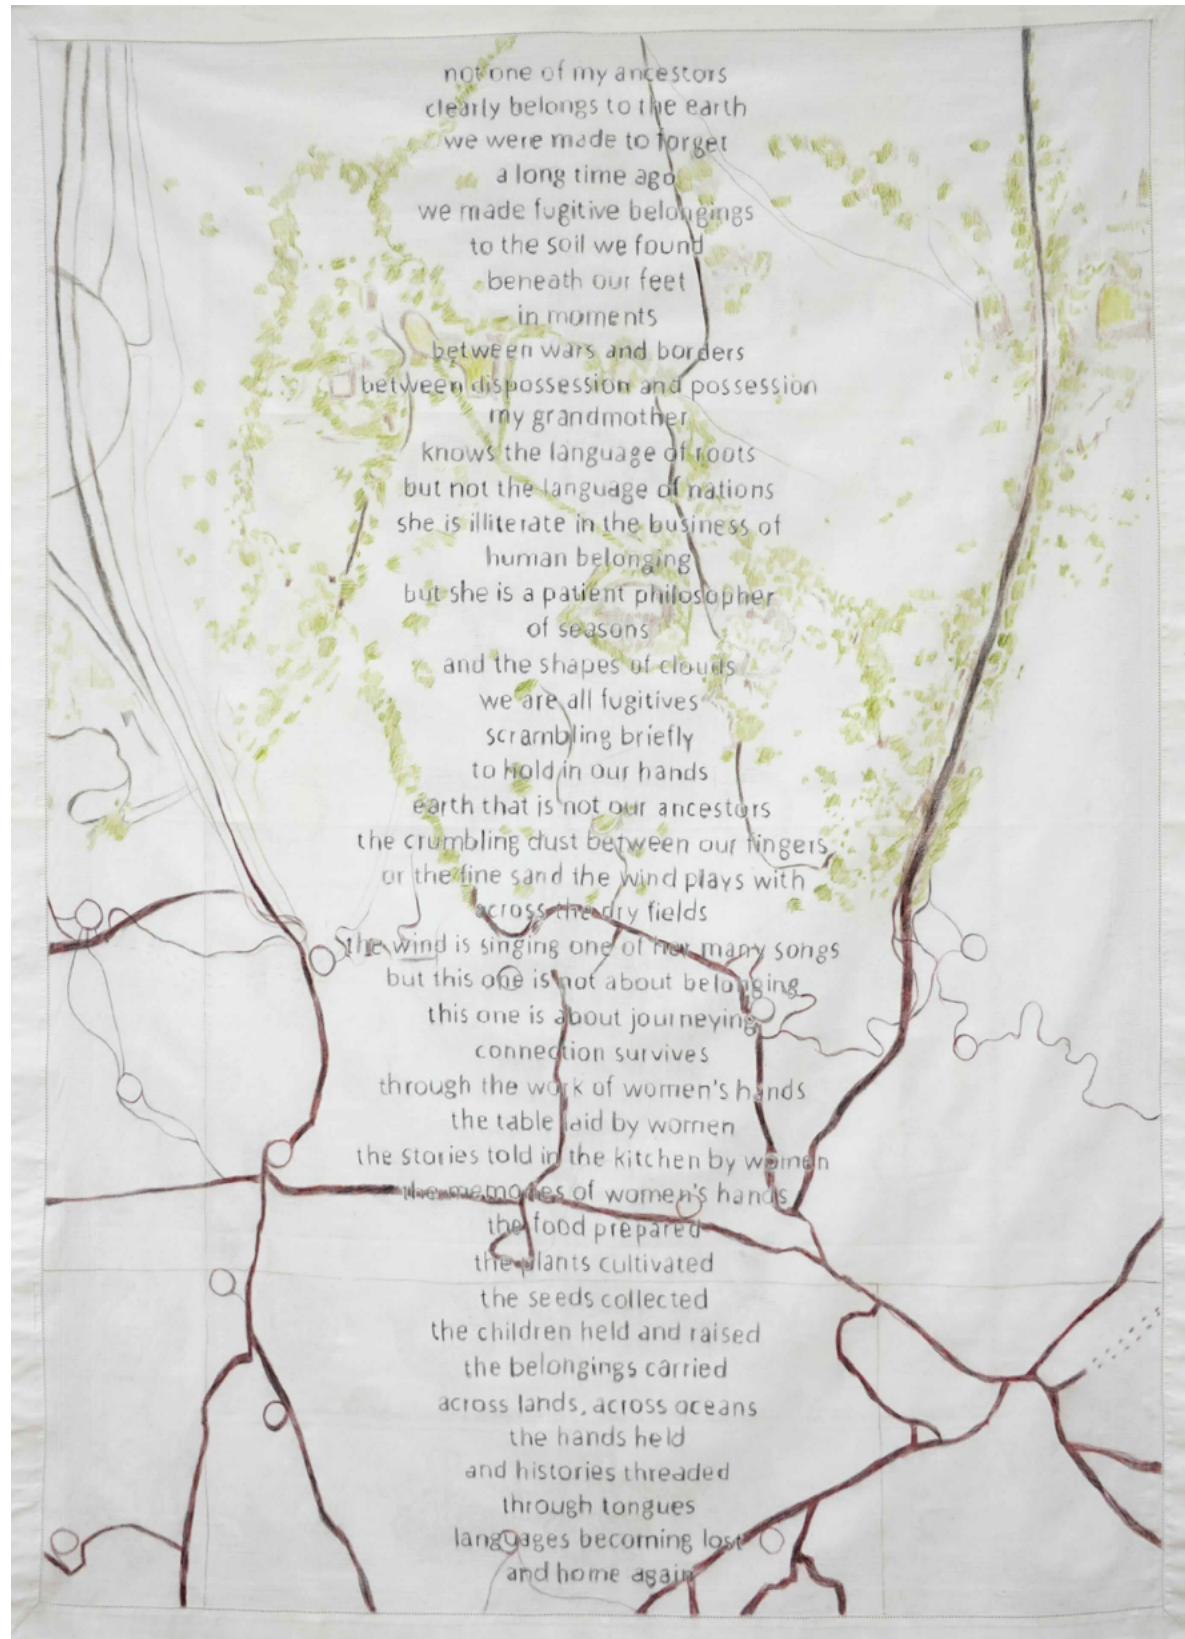 not one of my ancestors
clearly belongs to the earth
we were made to forget
a long time ago
we made fugitive belongings
to the soil we found
beneath our feet
in moments
between wars and borders
between dispossession and possession
my grandmother
knows the language of roots
but not the language of nations
she is illiterate in the business of
human belonging
but she is a patient philosopher
of seasons
and the shapes of clouds
we are all fugitives
scrambling briefly
to hold in our hands
earth that is not our ancestors
the crumbling dust between our fingers
or the fine sand the wind plays with
across the dry fields
the wind is singing one of her many songs
but this one is not about belonging
this one is about journeying
connection survives
through the work of women's hands
the table laid by women
the stories told in the kitchen by women
the memories of women's hands
the food prepared
the plants cultivated
the seeds collected
the children held and raised
the belongings carried
across lands, across oceans
the hands held
and histories threaded
through tongues
languages becoming lost
and home again